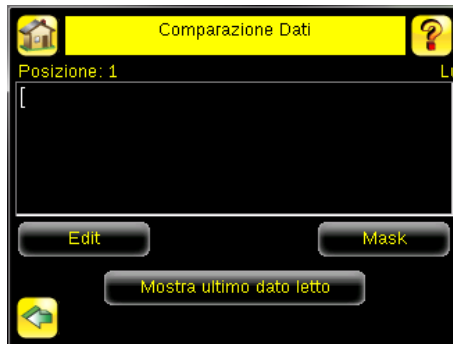 Comparazione Dati
Posizione: 1
[
Edit Mask
Mostra ultimo dato letto